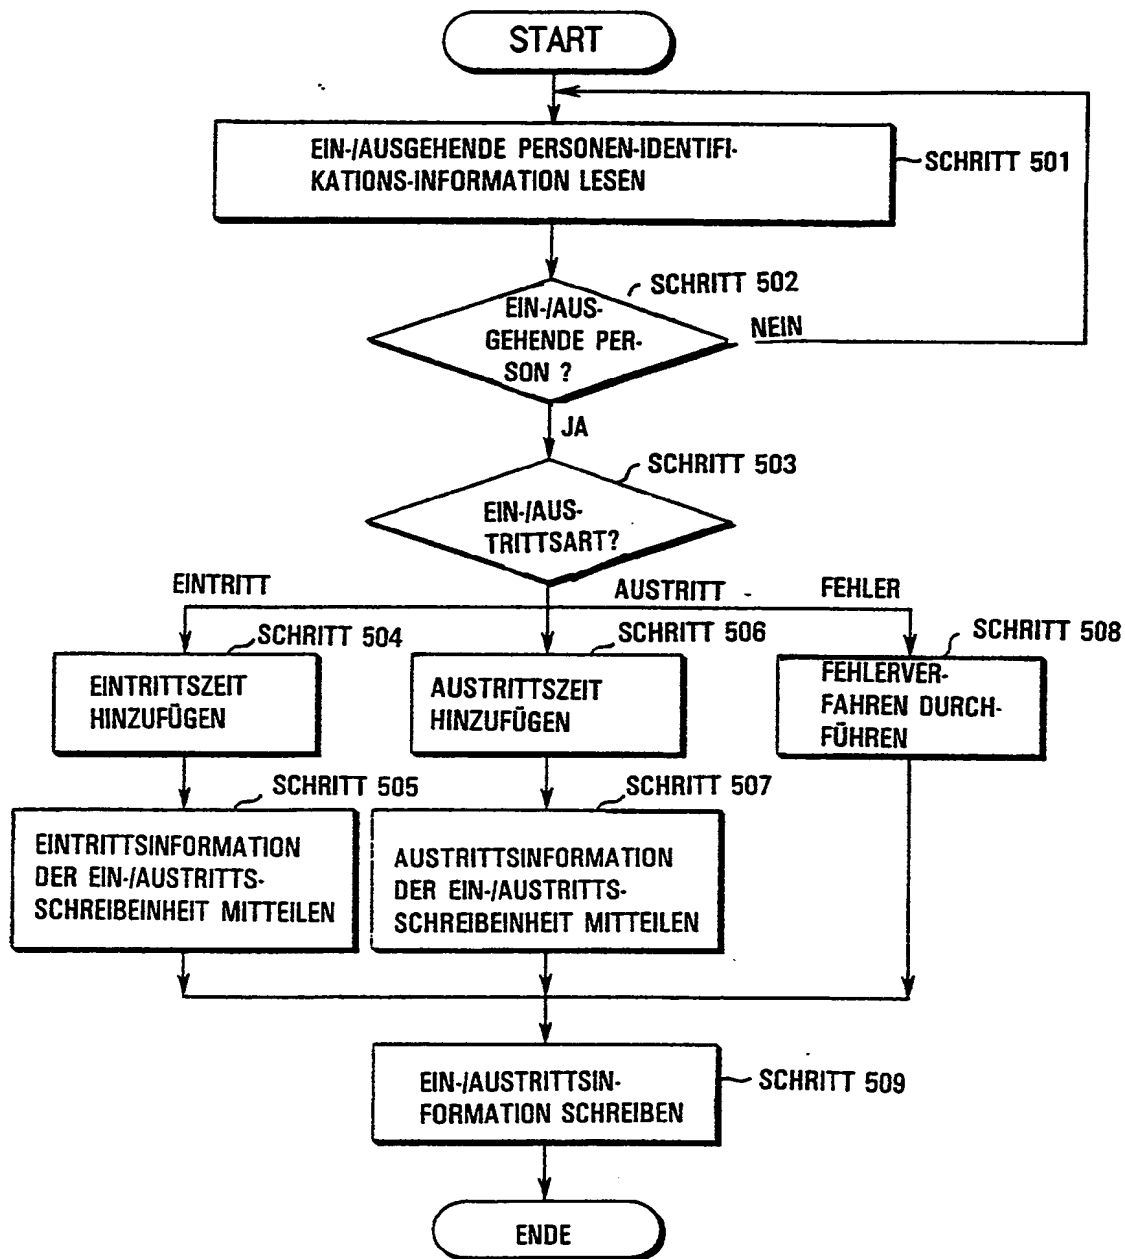 START
EIN-/AUSGEHENDE PERSONEN-IDENTIFI-
KATIONS-INFORMATION LESEN
SCHRITT 501
SCHRITT 502
EIN-/AUS-
GEHENDE PER-
SON ?
NEIN
JA
SCHRITT 503
EIN-/AUS-
TRITTSART?
EINTRITT
AUSTRITT
FEHLER
SCHRITT 504
EINTRITTSZEIT
HINZUFÜGEN
SCHRITT 506
AUSTRITTSZEIT
HINZUFÜGEN
SCHRITT 508
FEHLERVER-
FAHREN DURCH-
FÜHREN
SCHRITT 505
EINTRITTSINFORMATION
DER EIN-/AUSTRITTS-
SCHREIBEINHEIT MITTEILEN
SCHRITT 507
AUSTRITTSINFORMATION
DER EIN-/AUSTRITTS-
SCHREIBEINHEIT MITTEILEN
EIN-/AUSTRITTSIN-
FORMATION SCHREIBEN
SCHRITT 509
ENDE